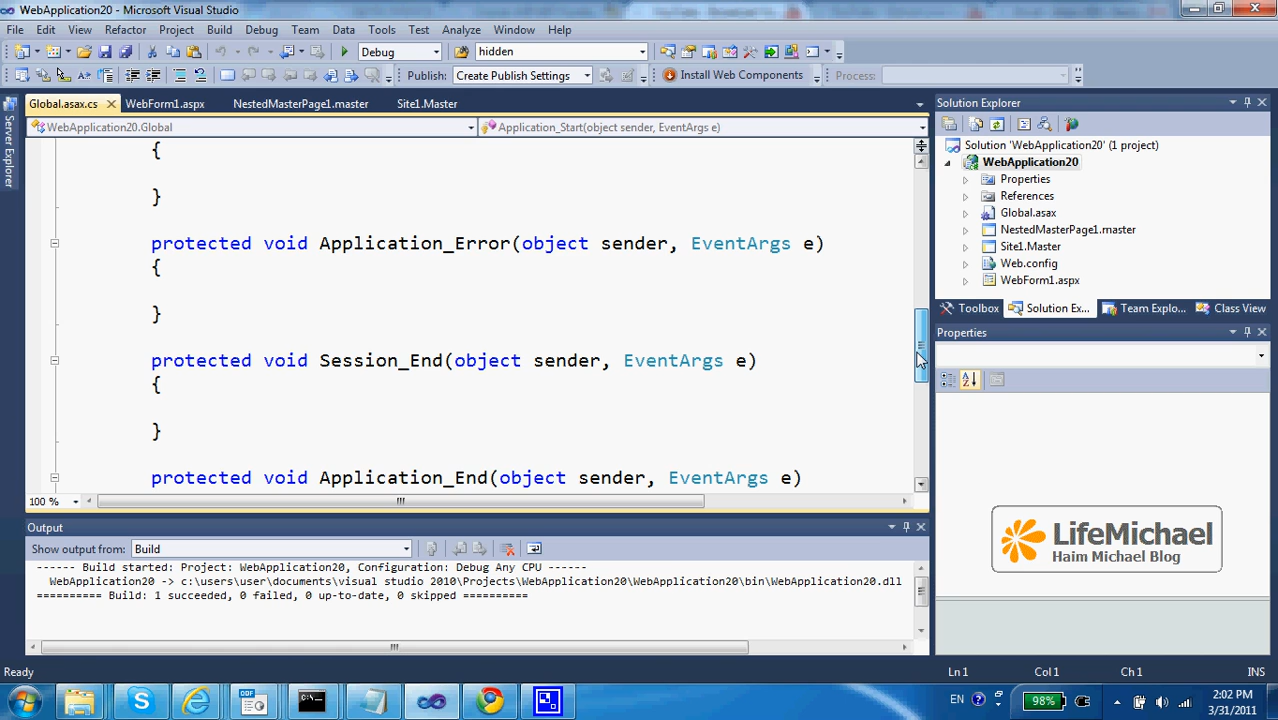 WebApplication20 - Microsoft Visual Studio
File Edit View Refactor Project Build Debug Team Data Tools Test Analyze Window Help
Debug hidden
Publish: Create Publish Settings Install Web Components Process:
Server Explorer
Global.asax.cs WebForm1.aspx NestedMasterPage1.master Site1.Master
WebApplication20.Global Application_Start(object sender, EventArgs e)
{
}
protected void Application_Error(object sender, EventArgs e)
{
}
protected void Session_End(object sender, EventArgs e)
{
}
protected void Application_End(object sender, EventArgs e)
100 %
Solution Explorer
Solution 'WebApplication20' (1 project)
WebApplication20
Properties
References
Global.asax
NestedMasterPage1.master
Site1.Master
Web.config
WebForm1.aspx
Toolbox Solution Ex... Team Explo... Class View
Properties
LifeMichael
Haim Michael Blog
Output
Show output from: Build
------ Build started: Project: WebApplication20, Configuration: Debug Any CPU ------
WebApplication20 -> c:\users\user\documents\visual studio 2010\Projects\WebApplication20\WebApplication20\bin\WebApplication20.dll
========== Build: 1 succeeded, 0 failed, 0 up-to-date, 0 skipped ==========
Ready Ln 1 Col 1 Ch 1 INS
EN 98% 2:02 PM
3/31/2011